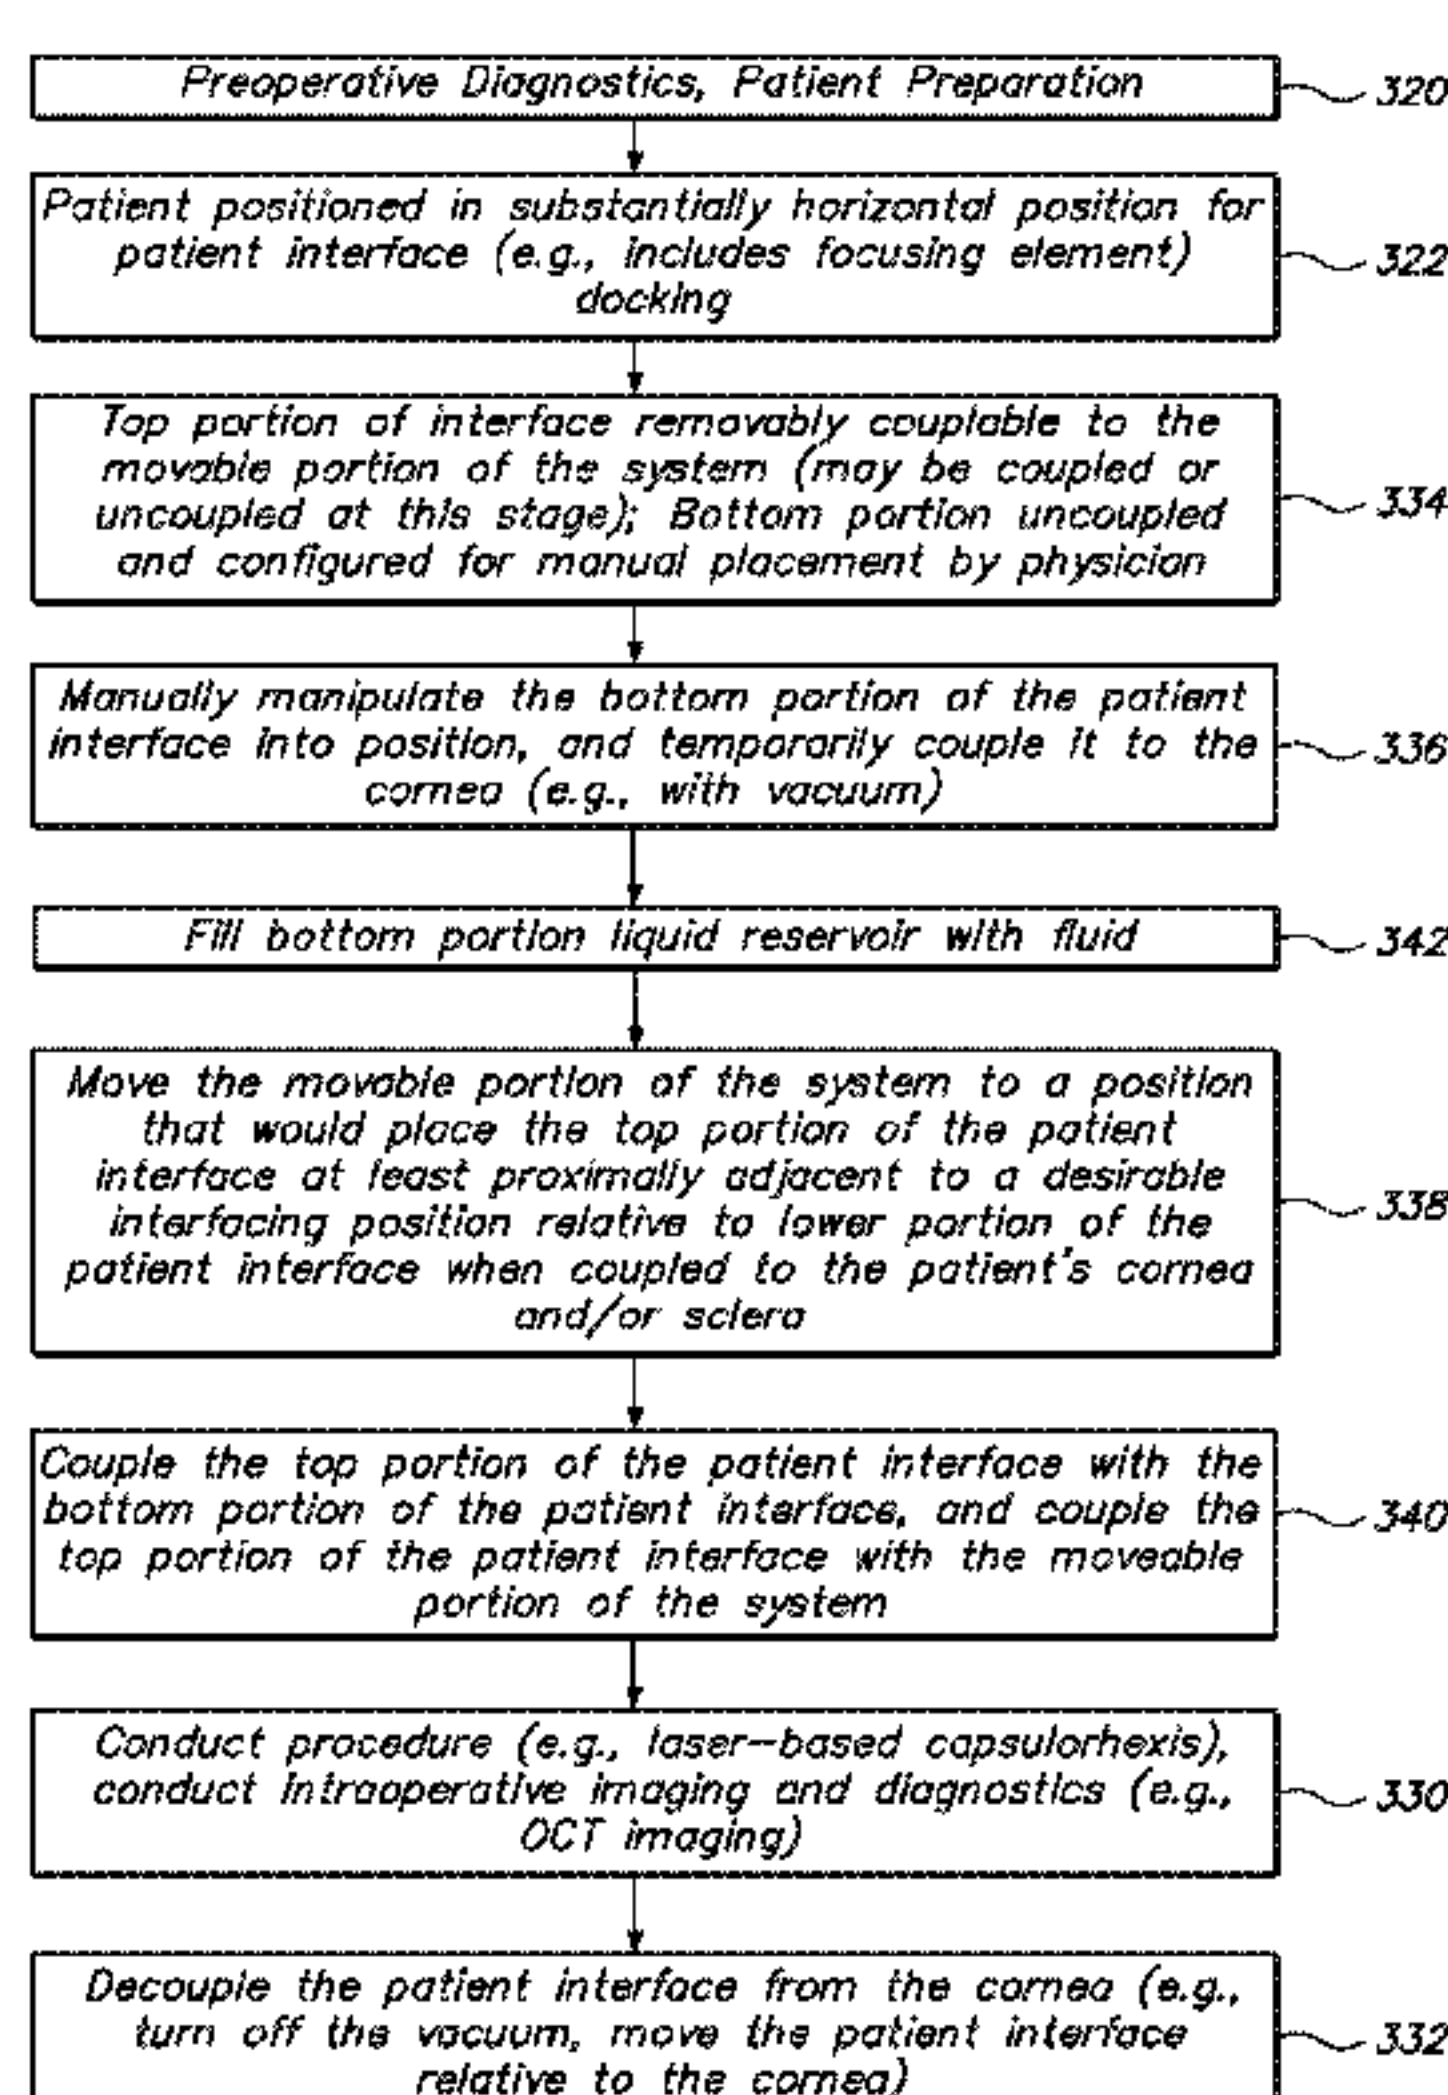 Preoperative Diagnostics, Patient Preparation
320
Patient positioned in substantially horizontal position for
patient interface (e.g., includes focusing element)
docking
322
Top portion of interface removably couplable to the
movable portion of the system (may be coupled or
uncoupled at this stage); Bottom portion uncoupled
and configured for manual placement by physician
334
Manually manipulate the bottom portion of the patient
interface into position, and temporarily couple it to the
cornea (e.g., with vacuum)
336
Fill bottom portion liquid reservoir with fluid
342
Move the movable portion of the system to a position
that would place the top portion of the patient
interface at least proximally adjacent to a desirable
interfacing position relative to lower portion of the
patient interface when coupled to the patient's cornea
and/or sclera
338
Couple the top portion of the patient interface with the
bottom portion of the patient interface, and couple the
top portion of the patient interface with the moveable
portion of the system
340
Conduct procedure (e.g., laser-based capsulorhexis),
conduct intraoperative imaging and diagnostics (e.g.,
OCT imaging)
330
Decouple the patient interface from the cornea (e.g.,
turn off the vacuum, move the patient interface
relative to the cornea)
332